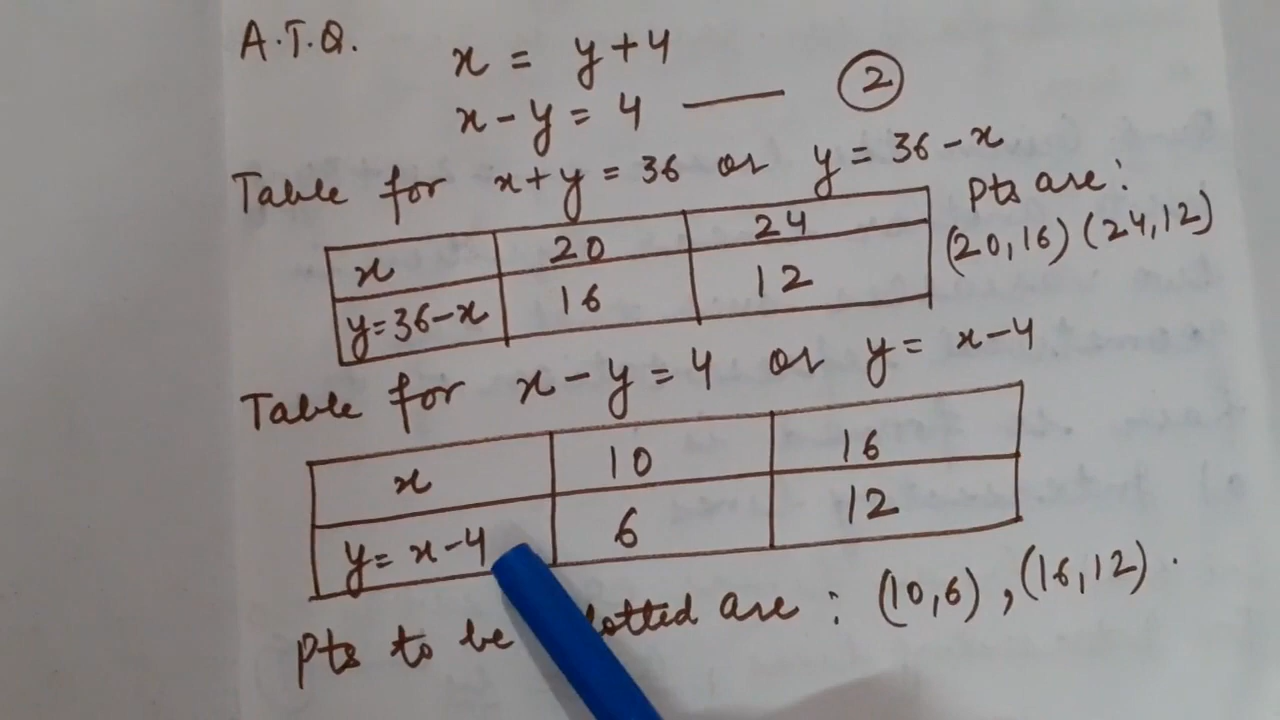 A.T.Q.
x = y+4
x-y = 4 —— 2
Table for x+y = 36 or y = 36-x
Pts are:
(20,16) (24,12)
x 20 24
y=36-x 16 12
Table for x-y = 4 or y = x-4
x 10 16
y= x-4 6 12
Pts to be lotted are : (10,6) , (16,12) .